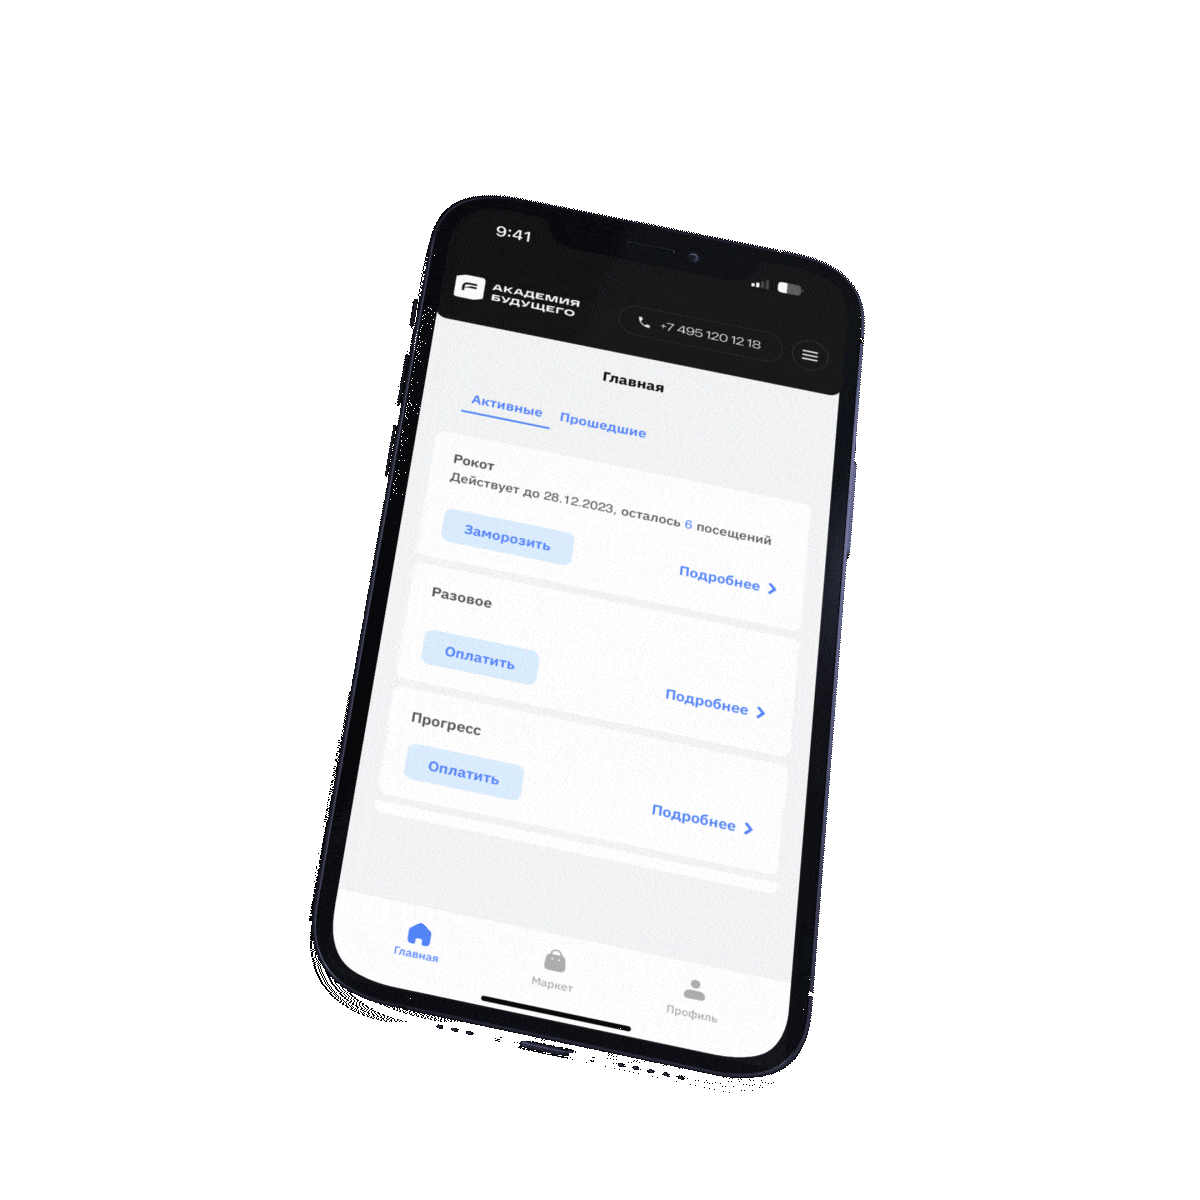 9:41
АКАДЕМИЯ
БУДУЩЕГО
+7 495 120 12 18
Главная
Активные Прошедшие
Рокот
Действует до 28.12.2023, осталось 6 посещений
Заморозить
Подробнее
Разовое
Оплатить
Подробнее
Прогресс
Оплатить
Подробнее
Главная
Маркет
Профиль